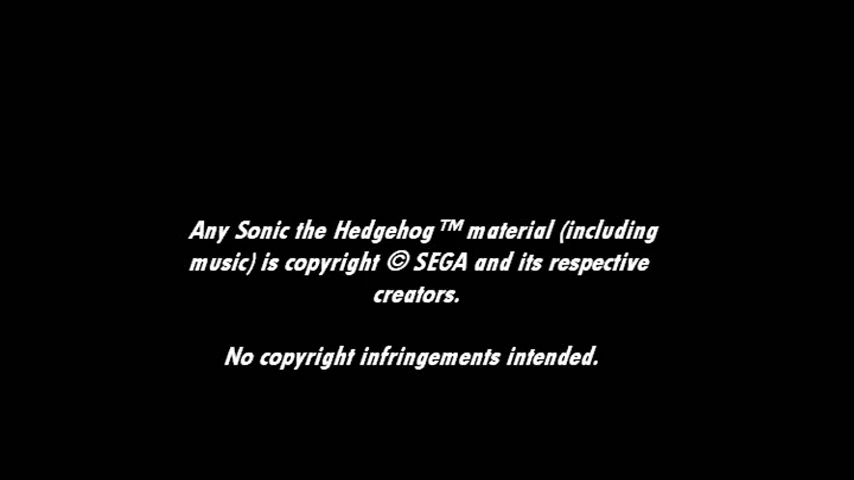 Any Sonic the Hedgehog™ material (including
music) is copyright © SEGA and its respective
creators.
No copyright infringements intended.